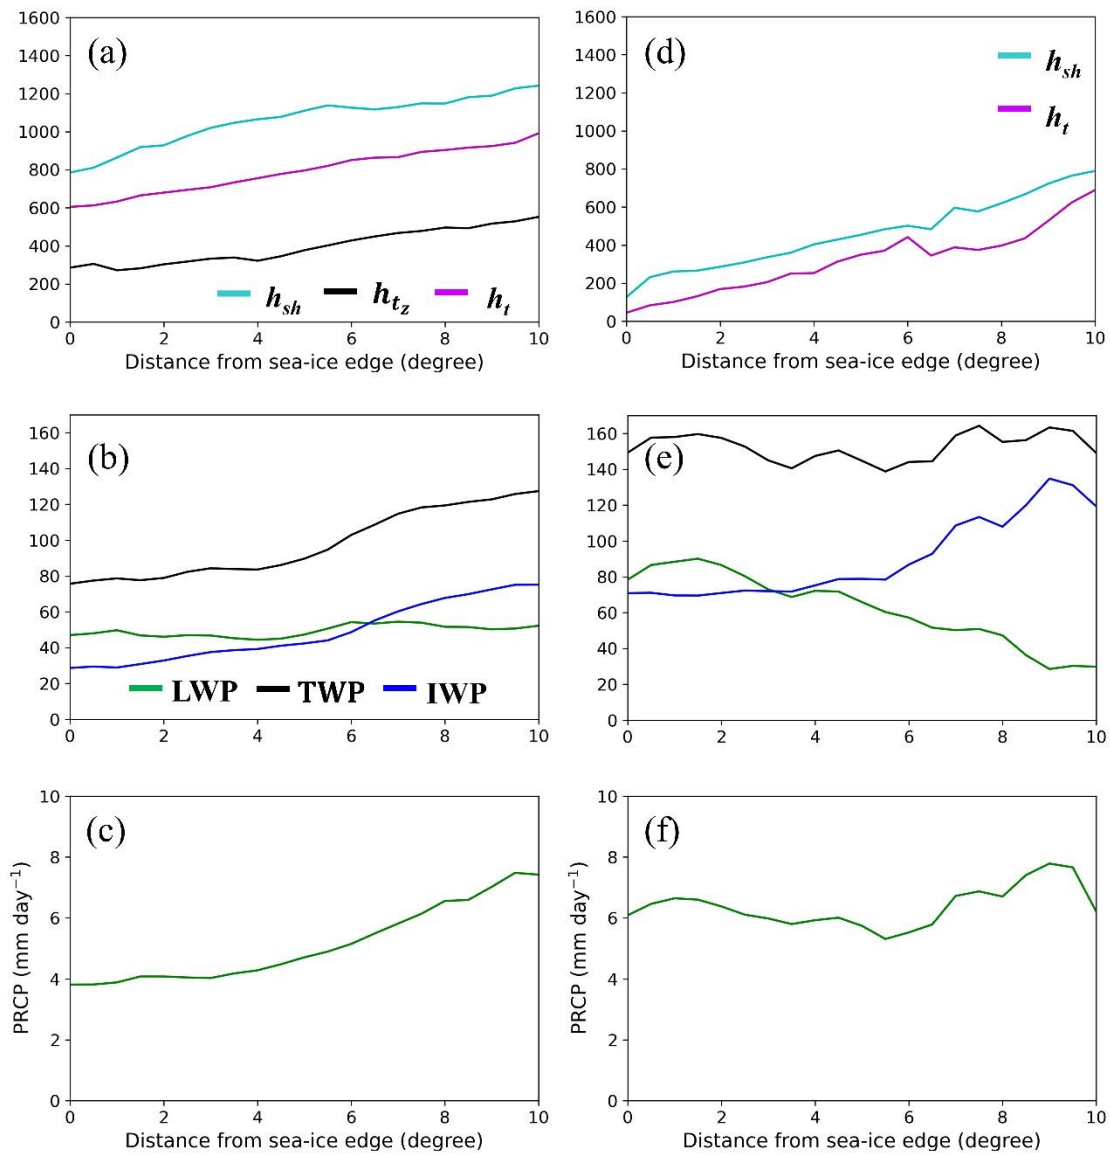 (a)
1600
1400
1200
1000
800
600
400
200
0
h_sh h_tz h_t
0 2 4 6 8 10
Distance from sea-ice edge (degree)
(d)
h_sh
h_t
1600
1400
1200
1000
800
600
400
200
0
0 2 4 6 8 10
Distance from sea-ice edge (degree)
(b)
160
140
120
100
80
60
40
20
0
LWP TWP IWP
0 2 4 6 8 10
(e)
160
140
120
100
80
60
40
20
0
0 2 4 6 8 10
(c)
PRCP (mm day⁻¹)
10
8
6
4
2
0
0 2 4 6 8 10
Distance from sea-ice edge (degree)
(f)
PRCP (mm day⁻¹)
10
8
6
4
2
0
0 2 4 6 8 10
Distance from sea-ice edge (degree)